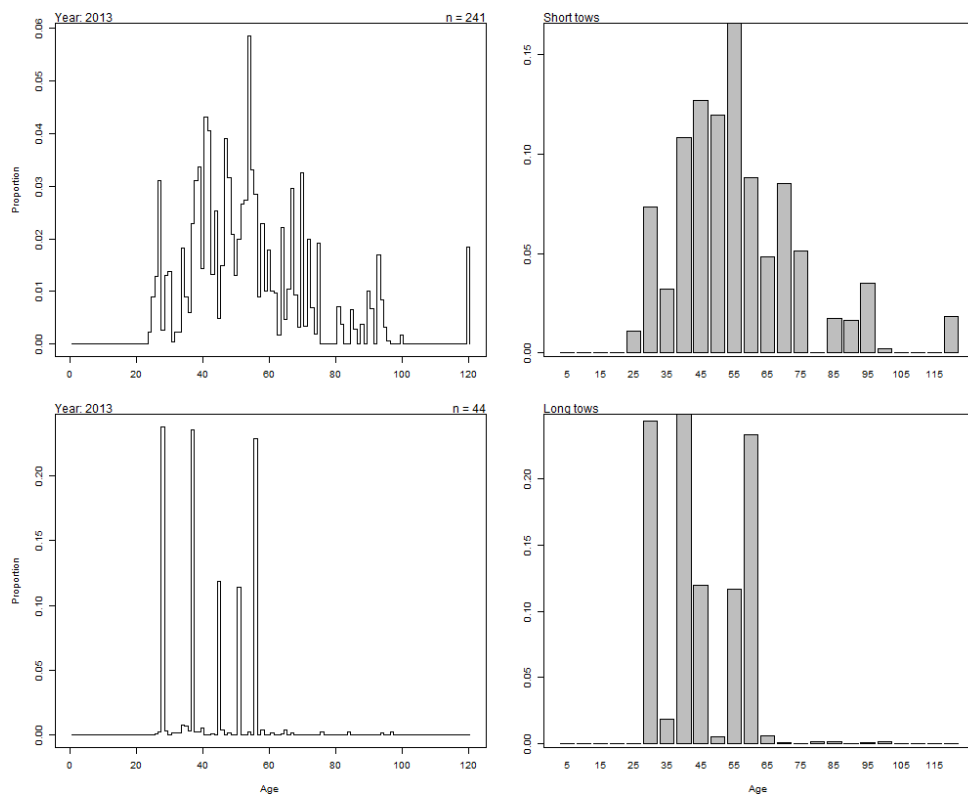 Year: 2013 n = 241
Proportion
0.00 0.01 0.02 0.03 0.04 0.05 0.06
0 20 40 60 80 100 120
Short tows
0.00 0.05 0.10 0.15
5 15 25 35 45 55 65 75 85 95 105 115
Year: 2013 n = 44
Proportion
0.00 0.05 0.10 0.15 0.20
0 20 40 60 80 100 120
Age
Long tows
0.00 0.05 0.10 0.15 0.20
5 15 25 35 45 55 65 75 85 95 105 115
Age